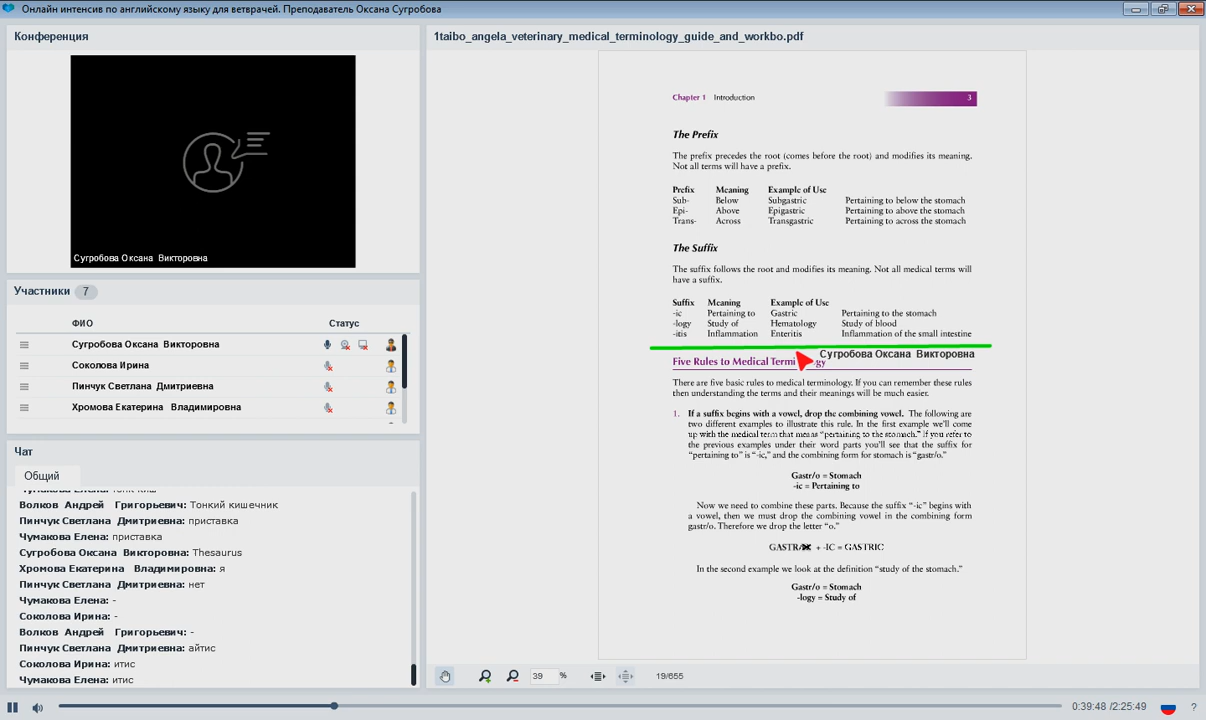 Онлайн интенсив по английскому языку для ветврачей. Преподаватель Оксана Сугробова
Конференция
Сугробова Оксана Викторовна
Участники 7
ФИО Статус
Сугробова Оксана Викторовна
Соколова Ирина
Пинчук Светлана Дмитриевна
Хромова Екатерина Владимировна
Чат
Общий
Волков Андрей Григорьевич: Тонкий кишечник
Пинчук Светлана Дмитриевна: приставка
Чумакова Елена: приставка
Сугробова Оксана Викторовна: Thesaurus
Хромова Екатерина Владимировна: я
Пинчук Светлана Дмитриевна: нет
Чумакова Елена: -
Соколова Ирина: -
Волков Андрей Григорьевич: -
Пинчук Светлана Дмитриевна: айтис
Соколова Ирина: итис
Чумакова Елена: итис
1taibo_angela_veterinary_medical_terminology_guide_and_workbo.pdf
Chapter 1 Introduction 3
The Prefix
The prefix precedes the root (comes before the root) and modifies its meaning.
Not all terms will have a prefix.
Prefix Meaning Example of Use
Sub- Below Subgastric Pertaining to below the stomach
Epi- Above Epigastric Pertaining to above the stomach
Trans- Across Transgastric Pertaining to across the stomach
The Suffix
The suffix follows the root and modifies its meaning. Not all medical terms will
have a suffix.
Suffix Meaning Example of Use
-ic Pertaining to Gastric Pertaining to the stomach
-logy Study of Hematology Study of blood
-itis Inflammation Enteritis Inflammation of the small intestine
Сугробова Оксана Викторовна
Five Rules to Medical
There are five basic rules to medical terminology. If you can remember these rules
then understanding the terms and their meanings will be much easier.
1. If a suffix begins with a vowel, drop the combining vowel. The following are
two different examples to illustrate this rule. In the first example we'll come
up with the medical term that means "pertaining to the stomach." If you refer to
the previous examples under their word parts you'll see that the suffix for
"pertaining to" is "-ic," and the combining form for stomach is "gastr/o."
Gastr/o = Stomach
-ic = Pertaining to
Now we need to combine these parts. Because the suffix "-ic" begins with
a vowel, then we must drop the combining vowel in the combining form
gastr/o. Therefore we drop the letter "o."
+ -IC = GASTRIC
In the second example we look at the definition "study of the stomach."
Gastr/o = Stomach
-logy = Study of
39 % 19/655
0:39:48 /2:25:49 ?